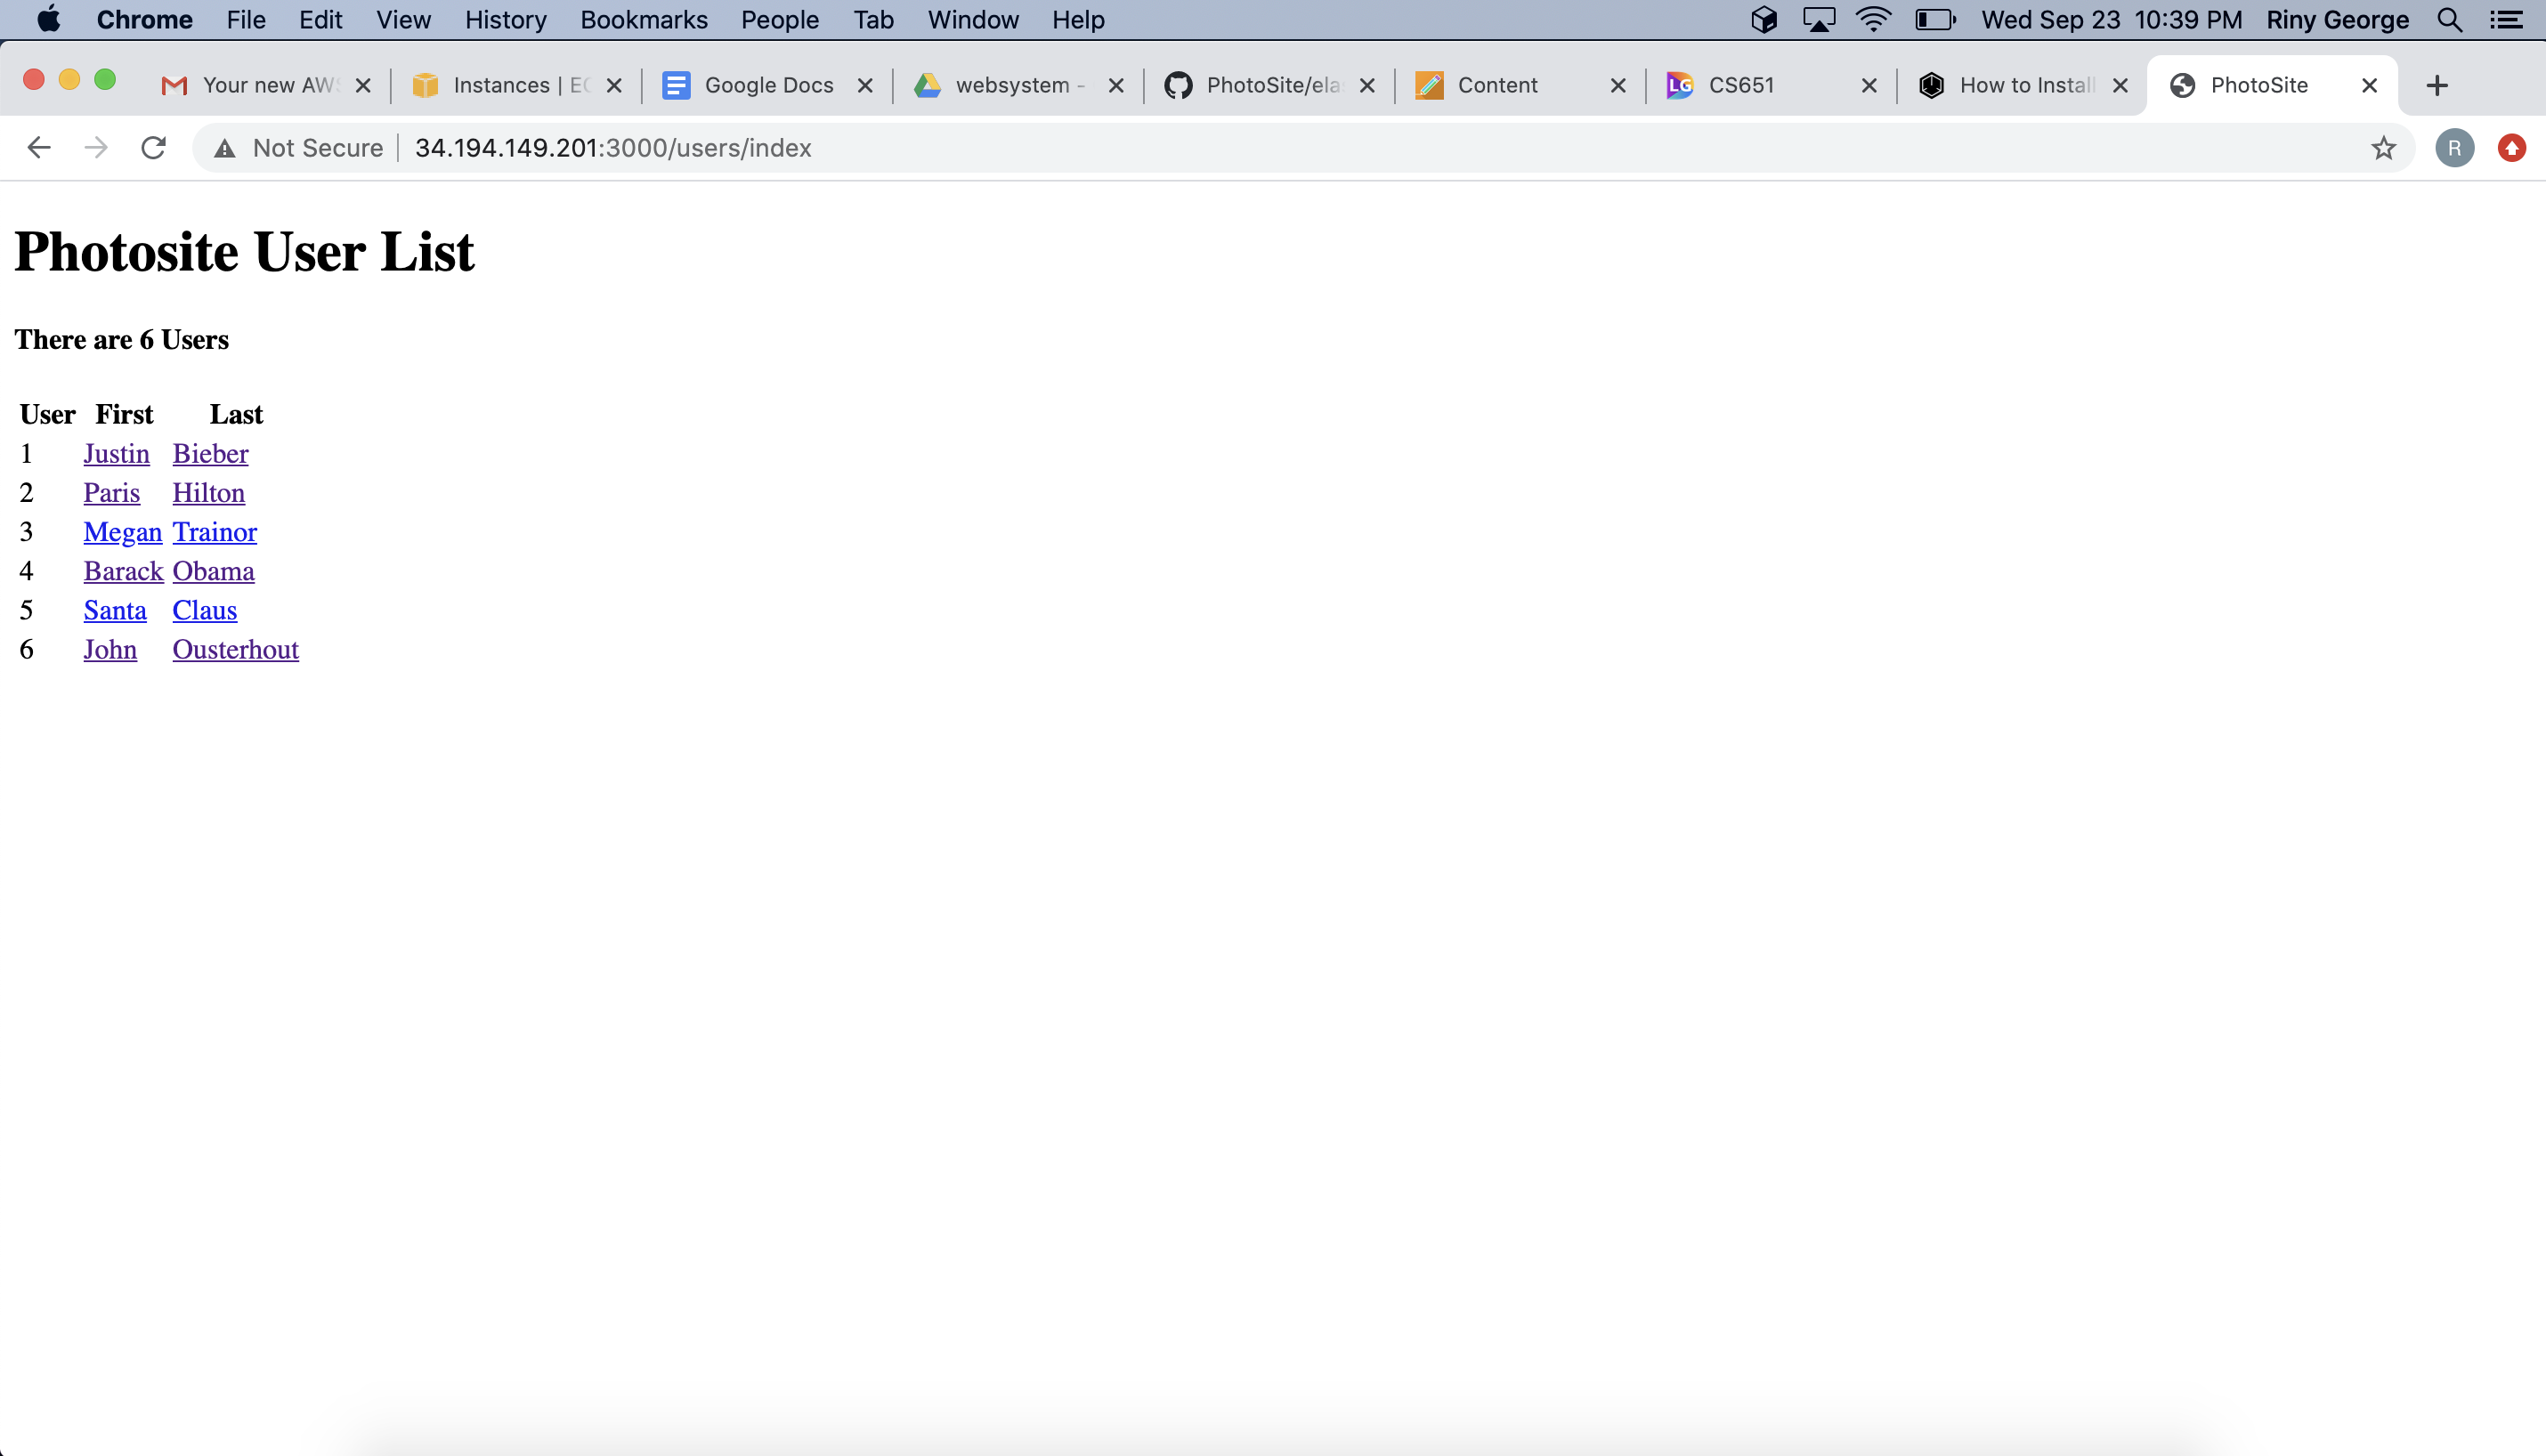 Chrome File Edit View History Bookmarks People Tab Window Help Wed Sep 23 10:39 PM Riny George
Your new AWS Instances | EC Google Docs websystem - PhotoSite/ela Content LG CS651 How to Install PhotoSite
Not Secure 34.194.149.201:3000/users/index R
Photosite User List
There are 6 Users
User First Last
1 Justin Bieber
2 Paris Hilton
3 Megan Trainor
4 Barack Obama
5 Santa Claus
6 John Ousterhout